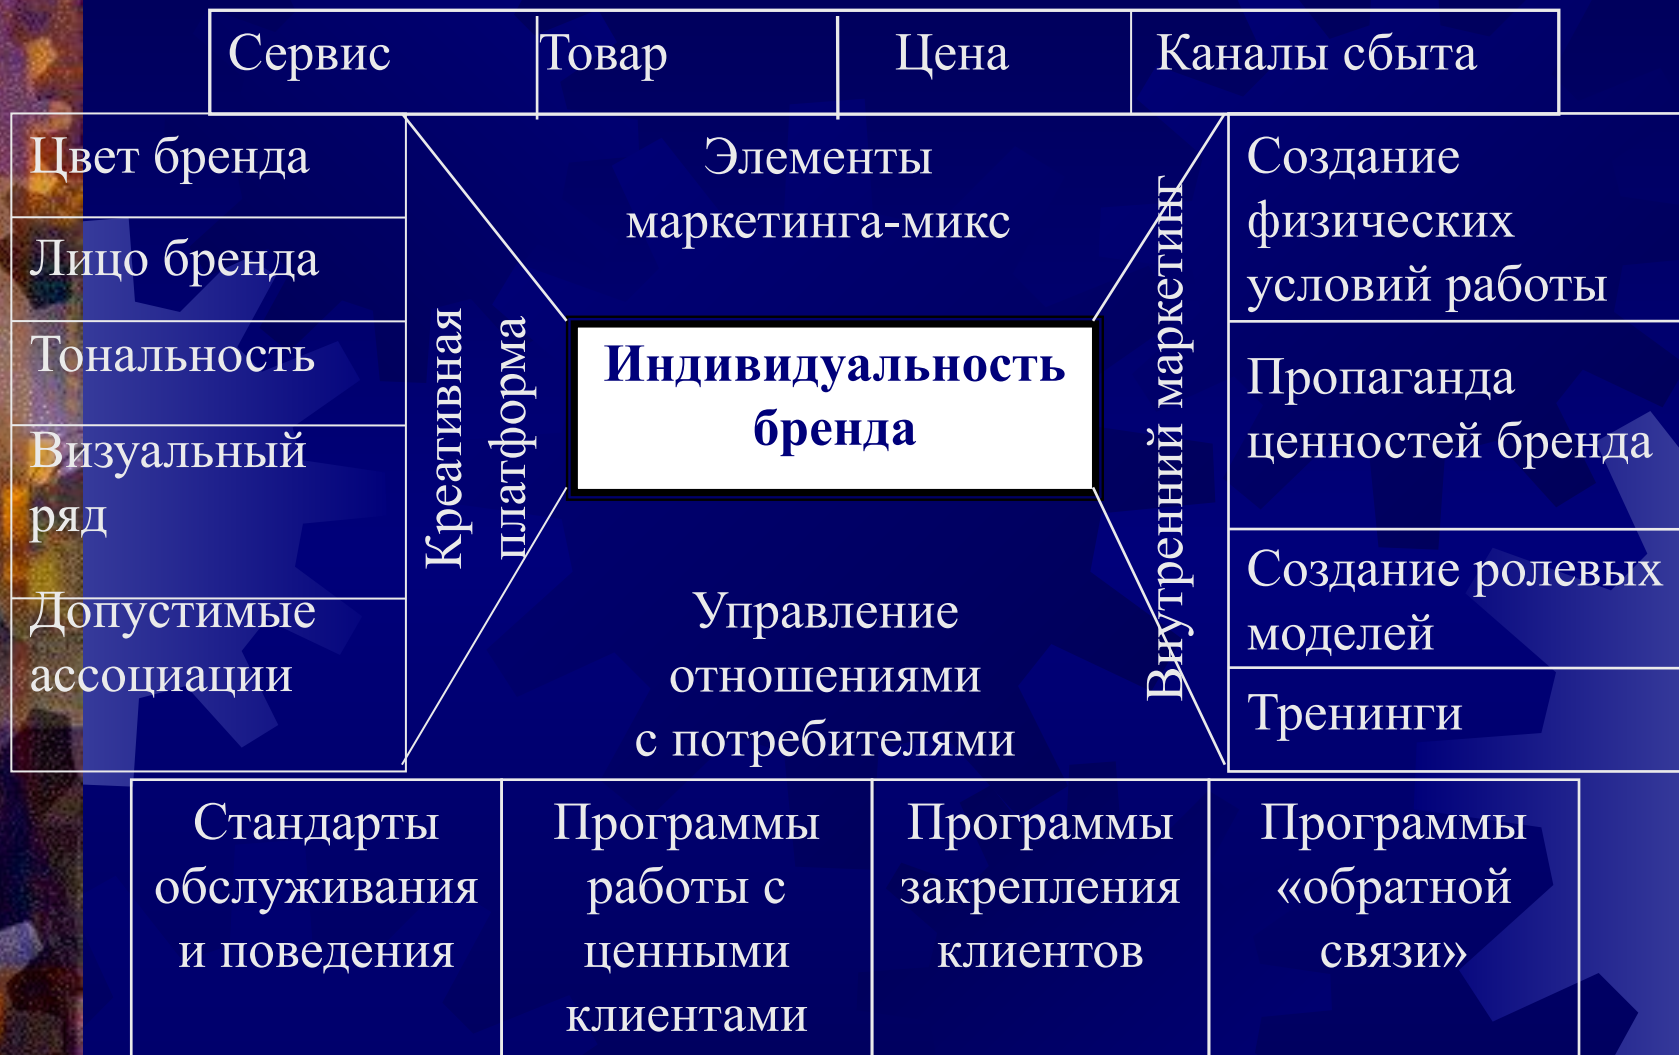 Сервис
Товар
Цена
Каналы сбыта
Цвет бренда
Лицо бренда
Тональность
Визуальный
ряд
Допустимые
ассоциации
Креативная
платформа
Элементы
маркетинга-микс
Индивидуальность
бренда
Управление
отношениями
с потребителями
Внутренний маркетинг
Создание
физических
условий работы
Пропаганда
ценностей бренда
Создание ролевых
моделей
Тренинги
Стандарты
обслуживания
и поведения
Программы
работы с
ценными
клиентами
Программы
закрепления
клиентов
Программы
«обратной
связи»